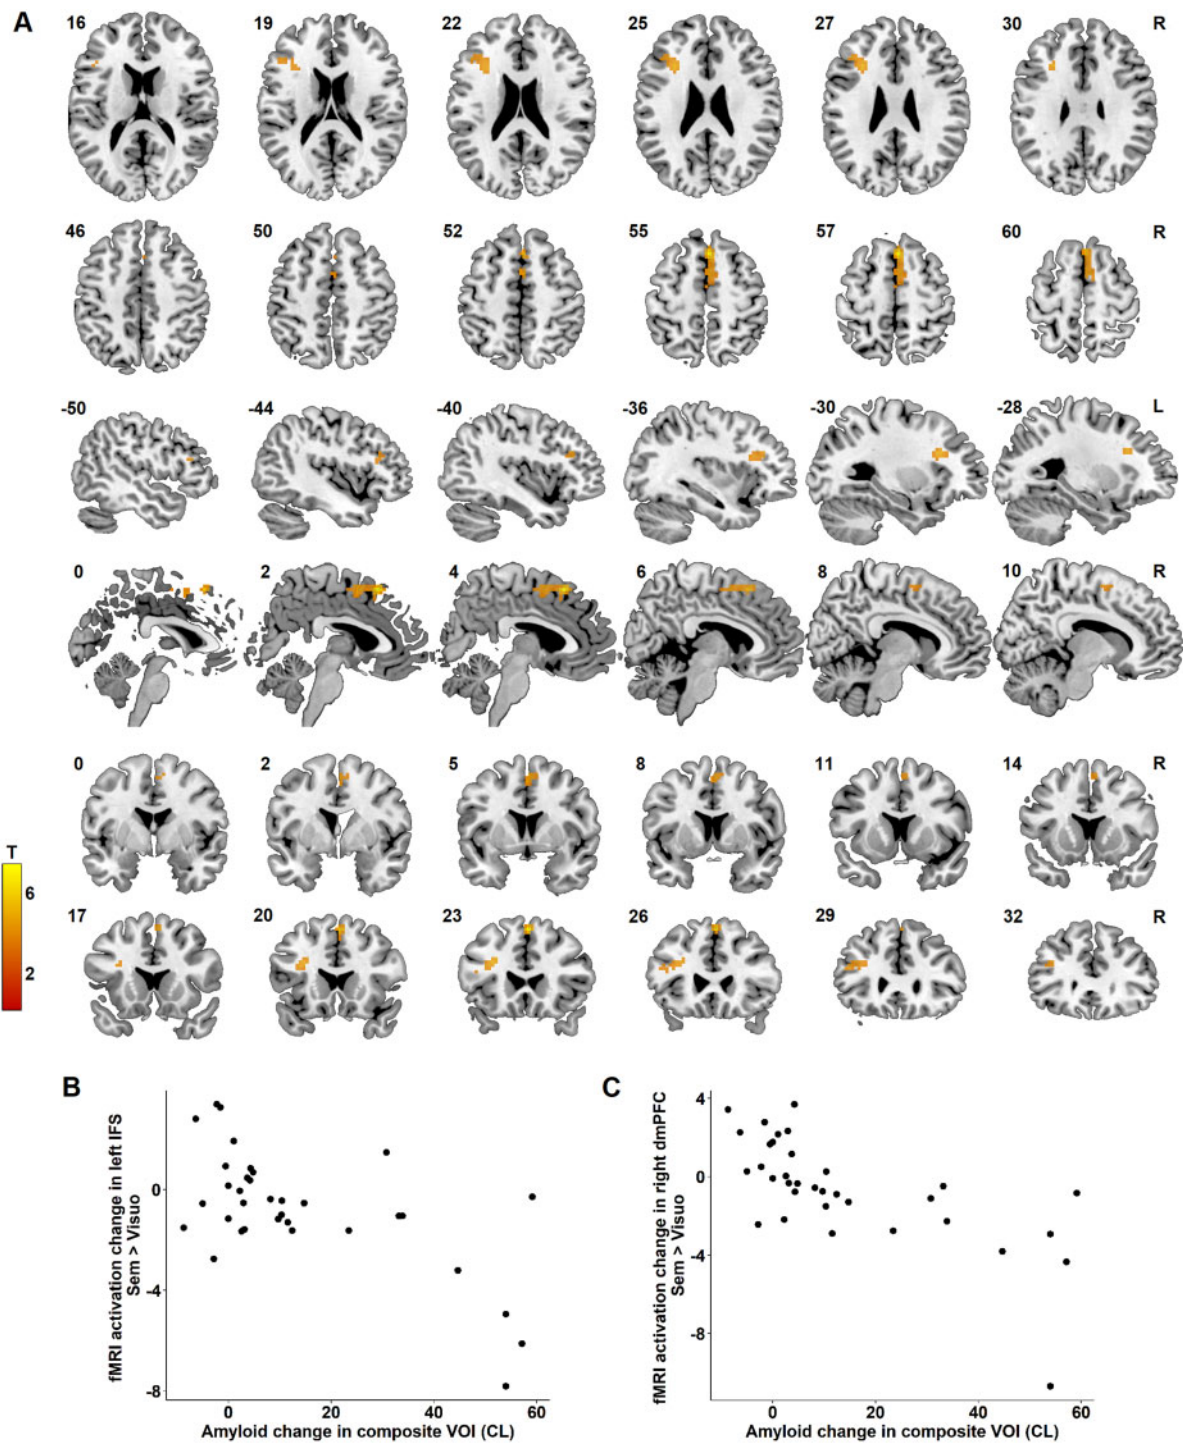 A
16 19 22 25 27 30 R
46 50 52 55 57 60 R
-50 -44 -40 -36 -30 -28 L
0 2 4 6 8 10 R
0 2 5 8 11 14 R
T
6
2
17 20 23 26 29 32 R
B
fMRI activation change in left IFS
Sem > Visuo
0
-4
-8
0 20 40 60
Amyloid change in composite VOI (CL)
C
fMRI activation change in right dmPFC
Sem > Visuo
4
0
-4
-8
0 20 40 60
Amyloid change in composite VOI (CL)